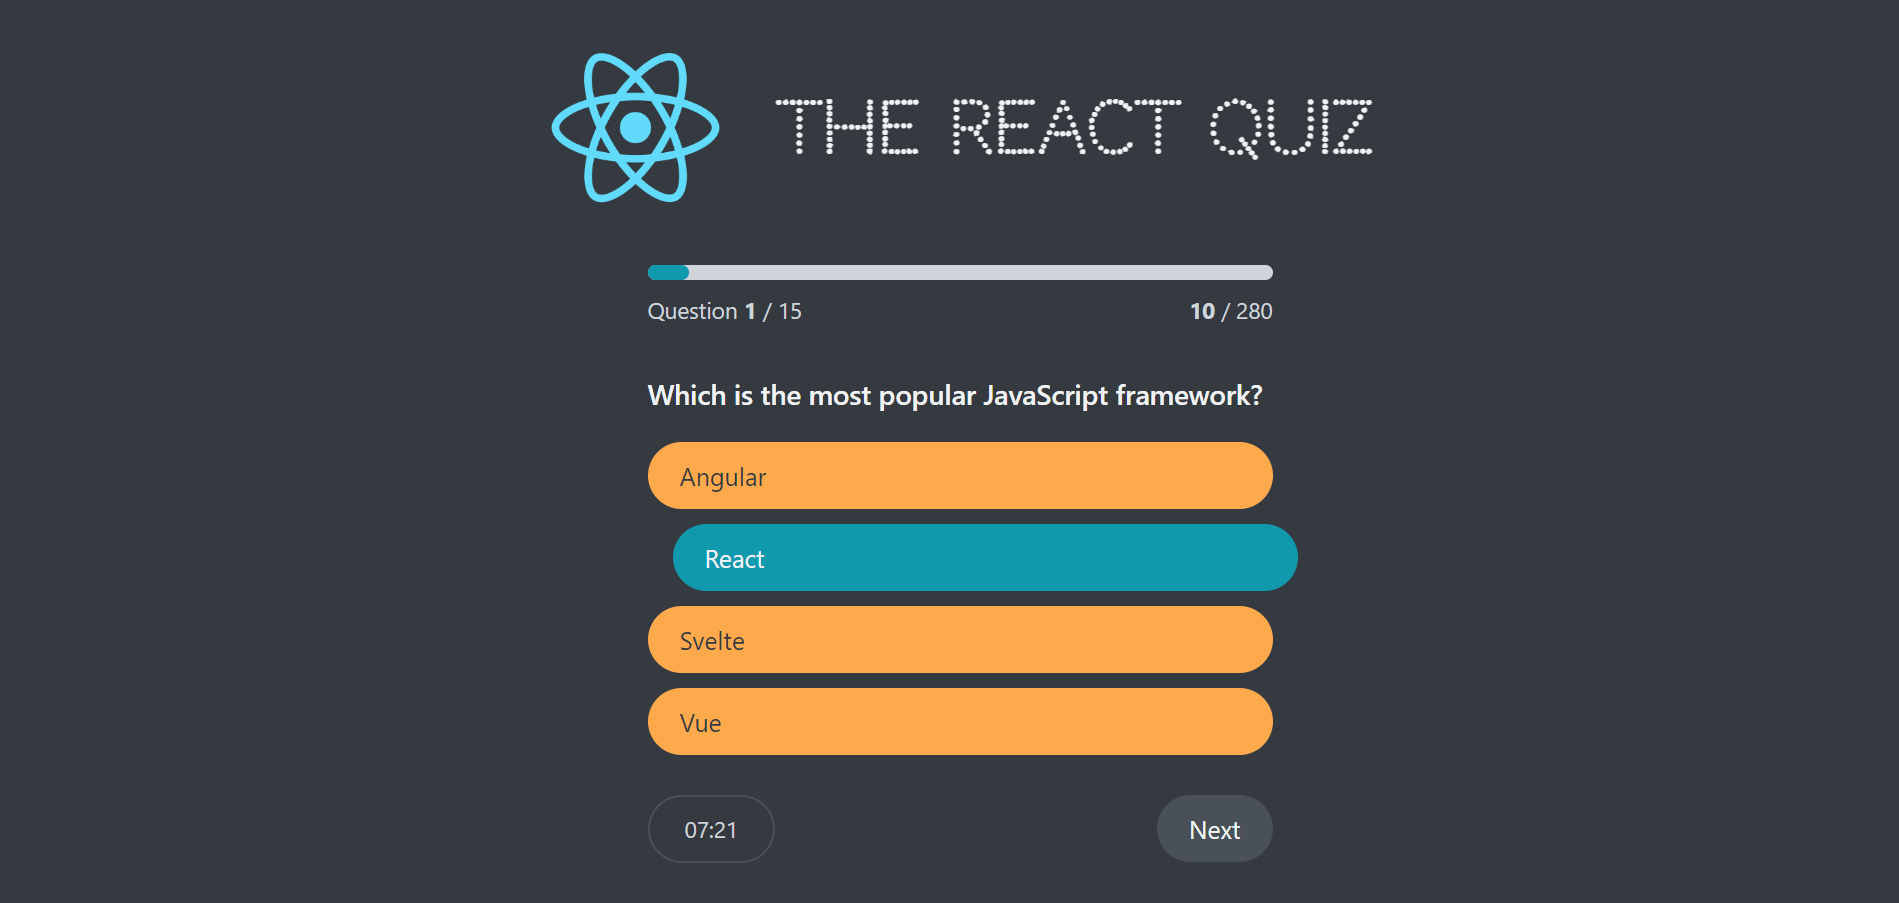 THE REACT QUIZ
Question 1 / 15
10 / 280
Which is the most popular JavaScript framework?
Angular
React
Svelte
Vue
07:21
Next